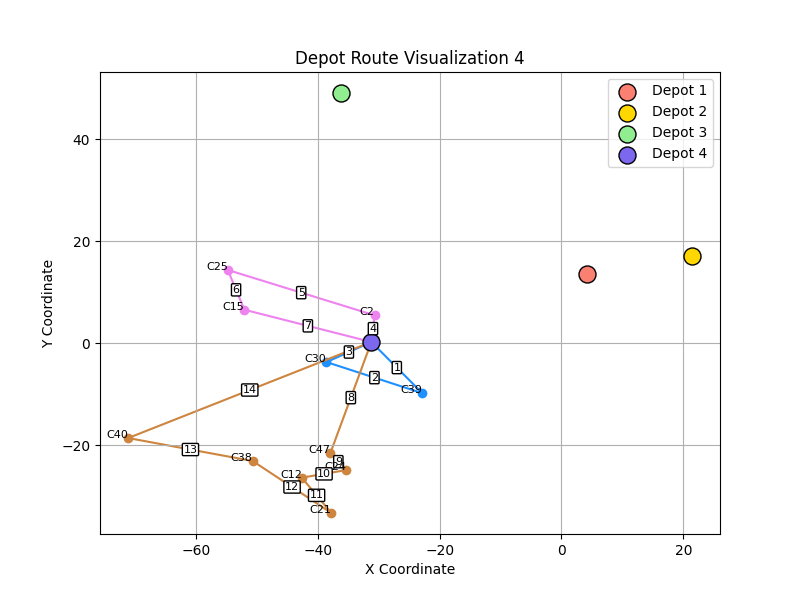 Depot Route Visualization 4
Depot 1
Depot 2
Depot 3
Depot 4
Y Coordinate
40
20
0
−20
−60
−40
−20
0
20
X Coordinate
C25
C15
C2
C30
C39
C40
C38
C47
C12
C21
1
2
3
4
5
6
7
8
9
10
11
12
13
14